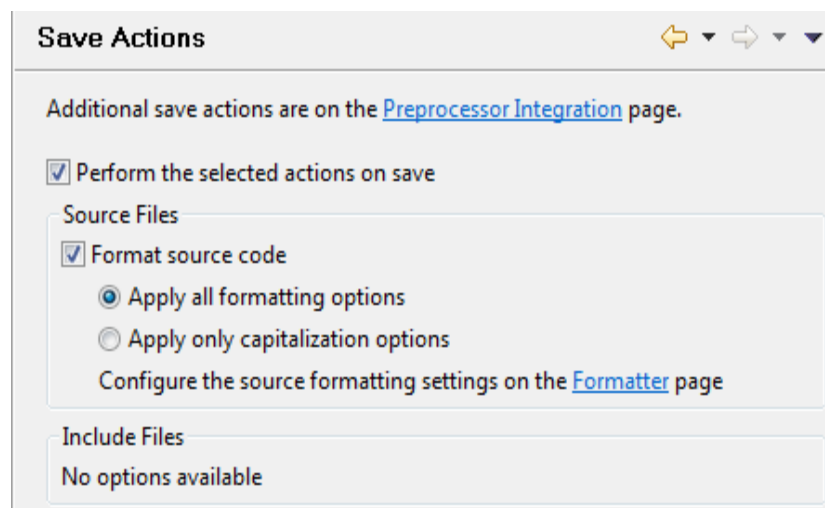 Save Actions
Additional save actions are on the Preprocessor Integration page.
Perform the selected actions on save
Source Files
Format source code
Apply all formatting options
Apply only capitalization options
Configure the source formatting settings on the Formatter page
Include Files
No options available